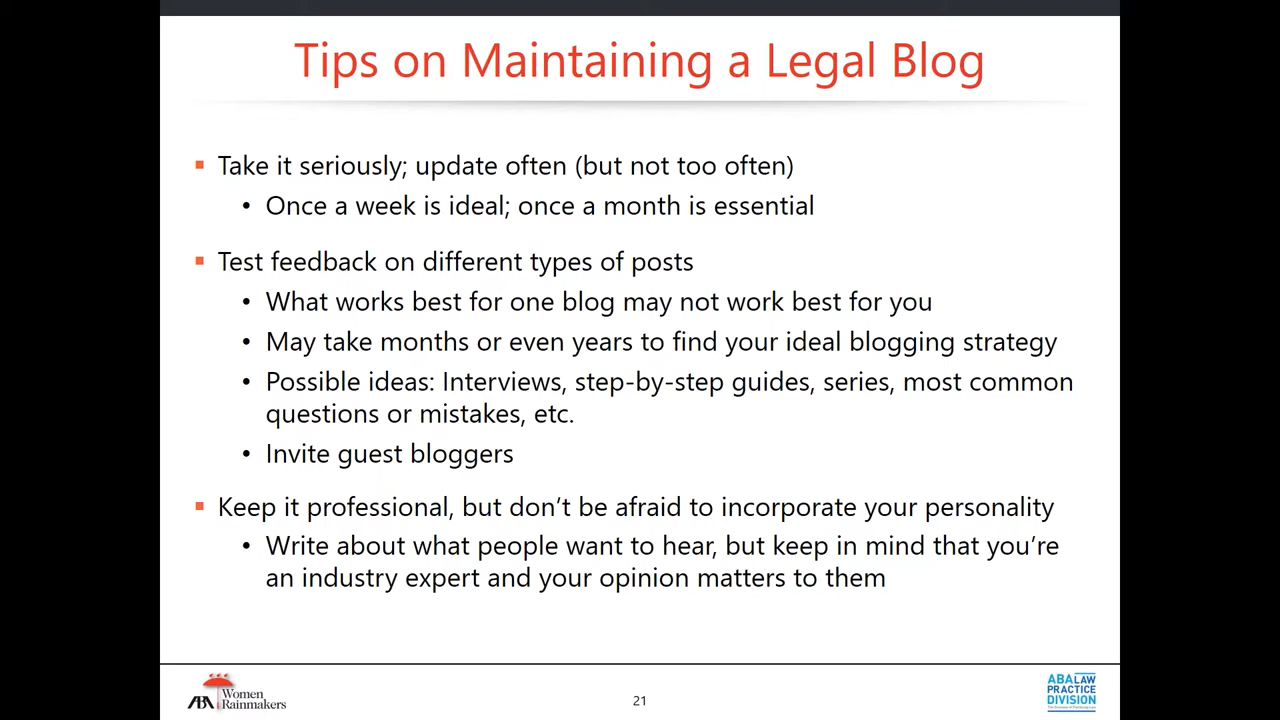 Tips on Maintaining a Legal Blog
Take it seriously; update often (but not too often)
Once a week is ideal; once a month is essential
Test feedback on different types of posts
What works best for one blog may not work best for you
May take months or even years to find your ideal blogging strategy
Possible ideas: Interviews, step-by-step guides, series, most common
questions or mistakes, etc.
Invite guest bloggers
Keep it professional, but don’t be afraid to incorporate your personality
Write about what people want to hear, but keep in mind that you’re
an industry expert and your opinion matters to them
ABA Women
Rainmakers
21
ABALAW
PRACTICE
DIVISION